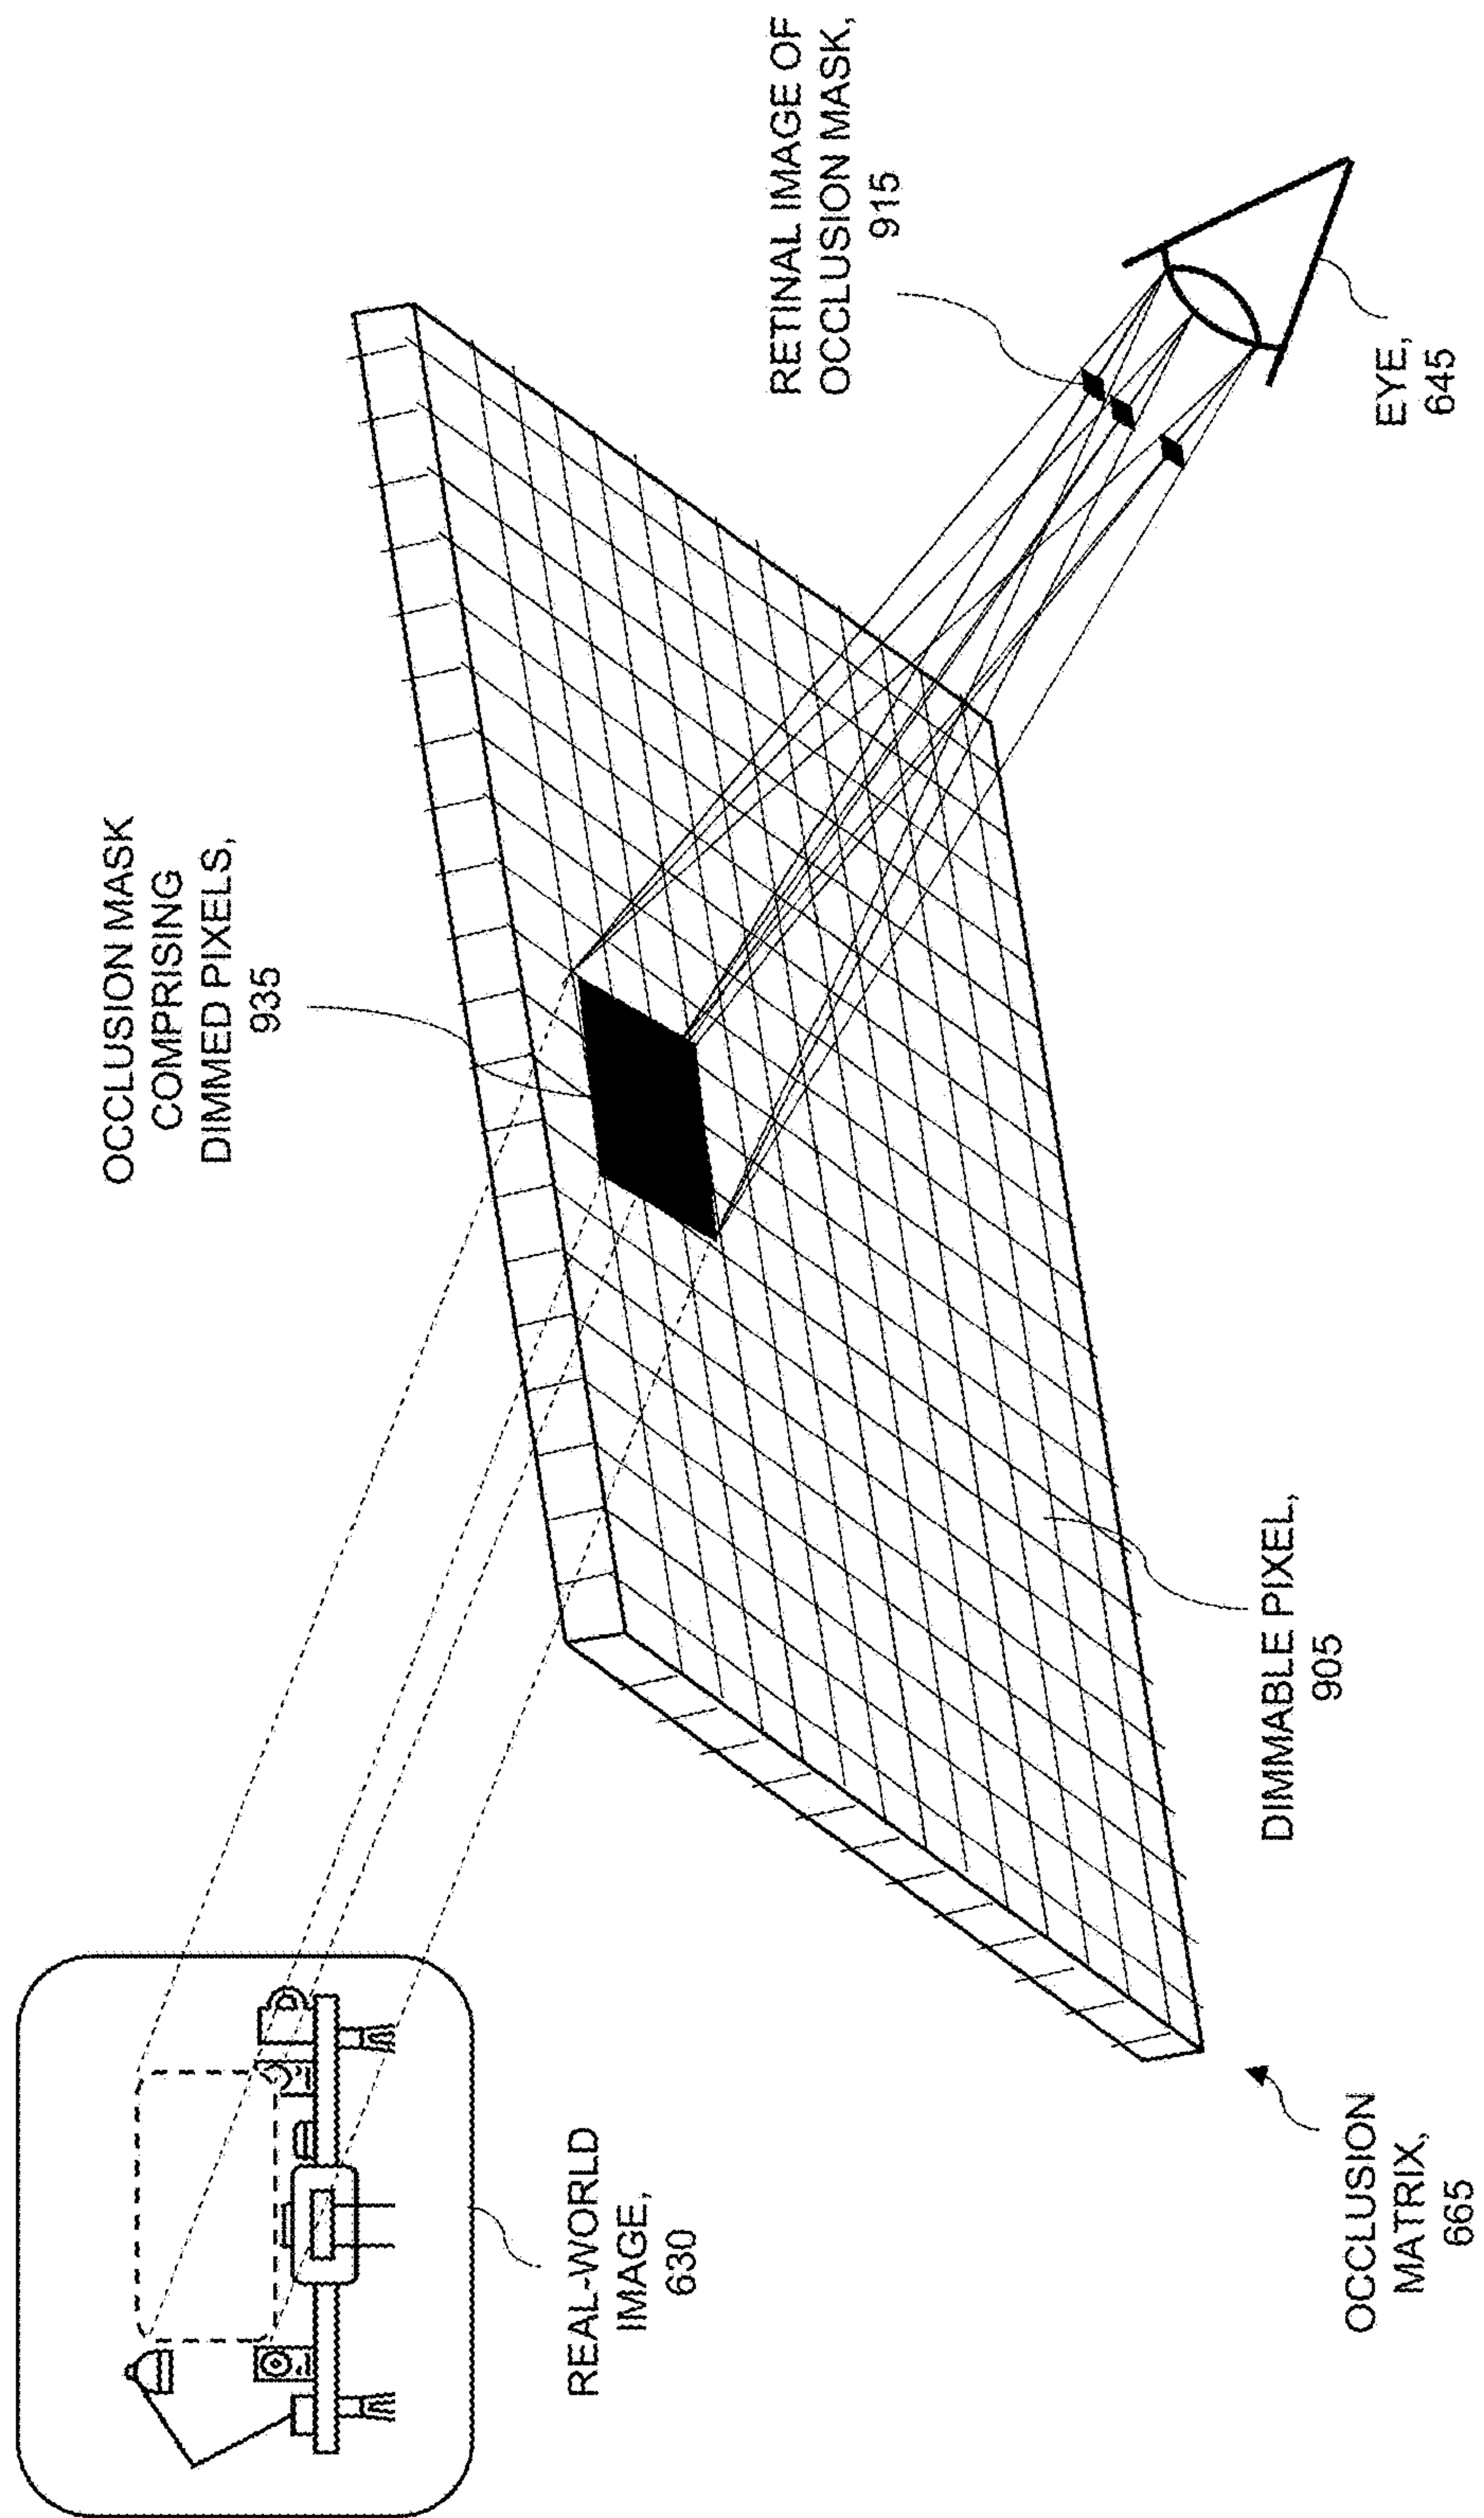 REAL-WORLD
IMAGE,
630
OCCLUSION MASK
COMPRISING
DIMMED PIXELS,
935
RETINAL IMAGE OF
OCCLUSION MASK,
915
OCCLUSION
MATRIX,
665
DIMMABLE PIXEL,
905
EYE,
645